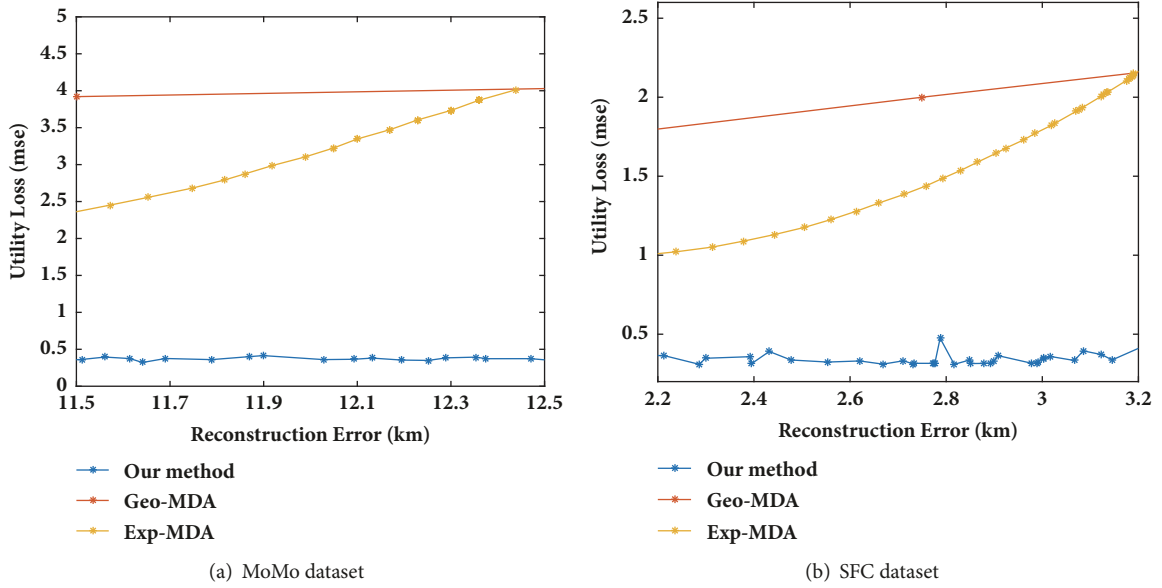 5
4.5
4
3.5
3
2.5
2
1.5
1
0.5
0
Utility Loss (mse)
11.5 11.7 11.9 12.1 12.3 12.5
Reconstruction Error (km)
Our method
Geo-MDA
Exp-MDA
(a) MoMo dataset
2.5
2
1.5
1
0.5
Utility Loss (mse)
2.2 2.4 2.6 2.8 3 3.2
Reconstruction Error (km)
Our method
Geo-MDA
Exp-MDA
(b) SFC dataset